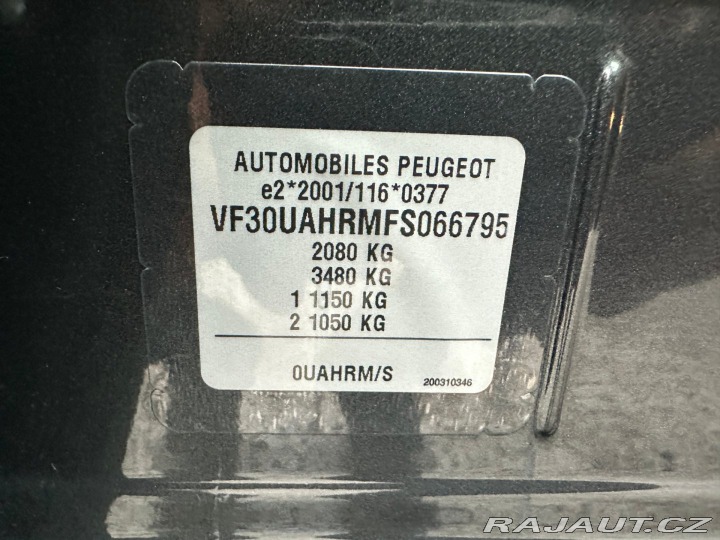 AUTOMOBILES PEUGEOT
e2*2001/116*0377
VF30UAHRMFS066795
2080 KG
3480 KG
1 1150 KG
2 1050 KG
0UAHRM/S
200310346
RAJAUT.CZ